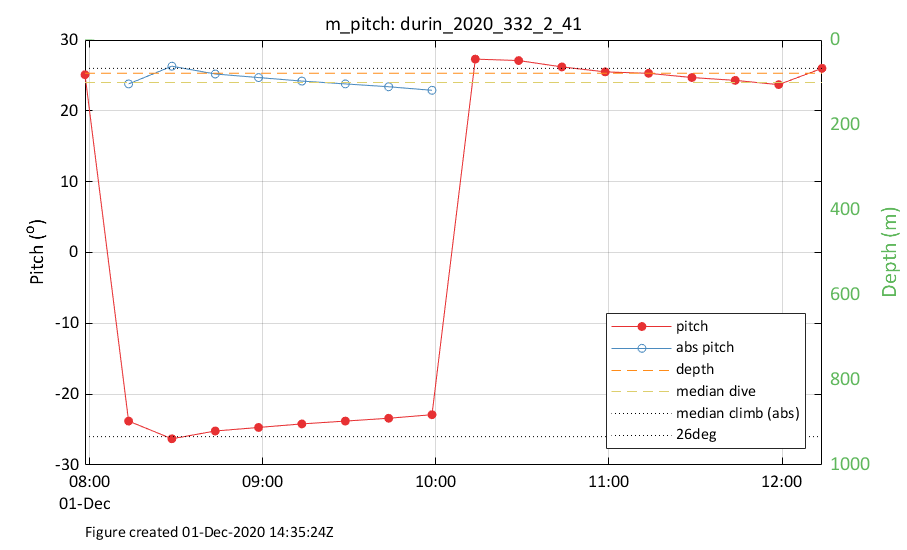 m_pitch: durin_2020_332_2_41
30
20
10
0
-10
-20
-30
Pitch (o)
0
200
400
600
800
1000
Depth (m)
pitch
abs pitch
depth
median dive
median climb (abs)
26deg
08:00
09:00
10:00
11:00
12:00
01-Dec
Figure created 01-Dec-2020 14:35:24Z